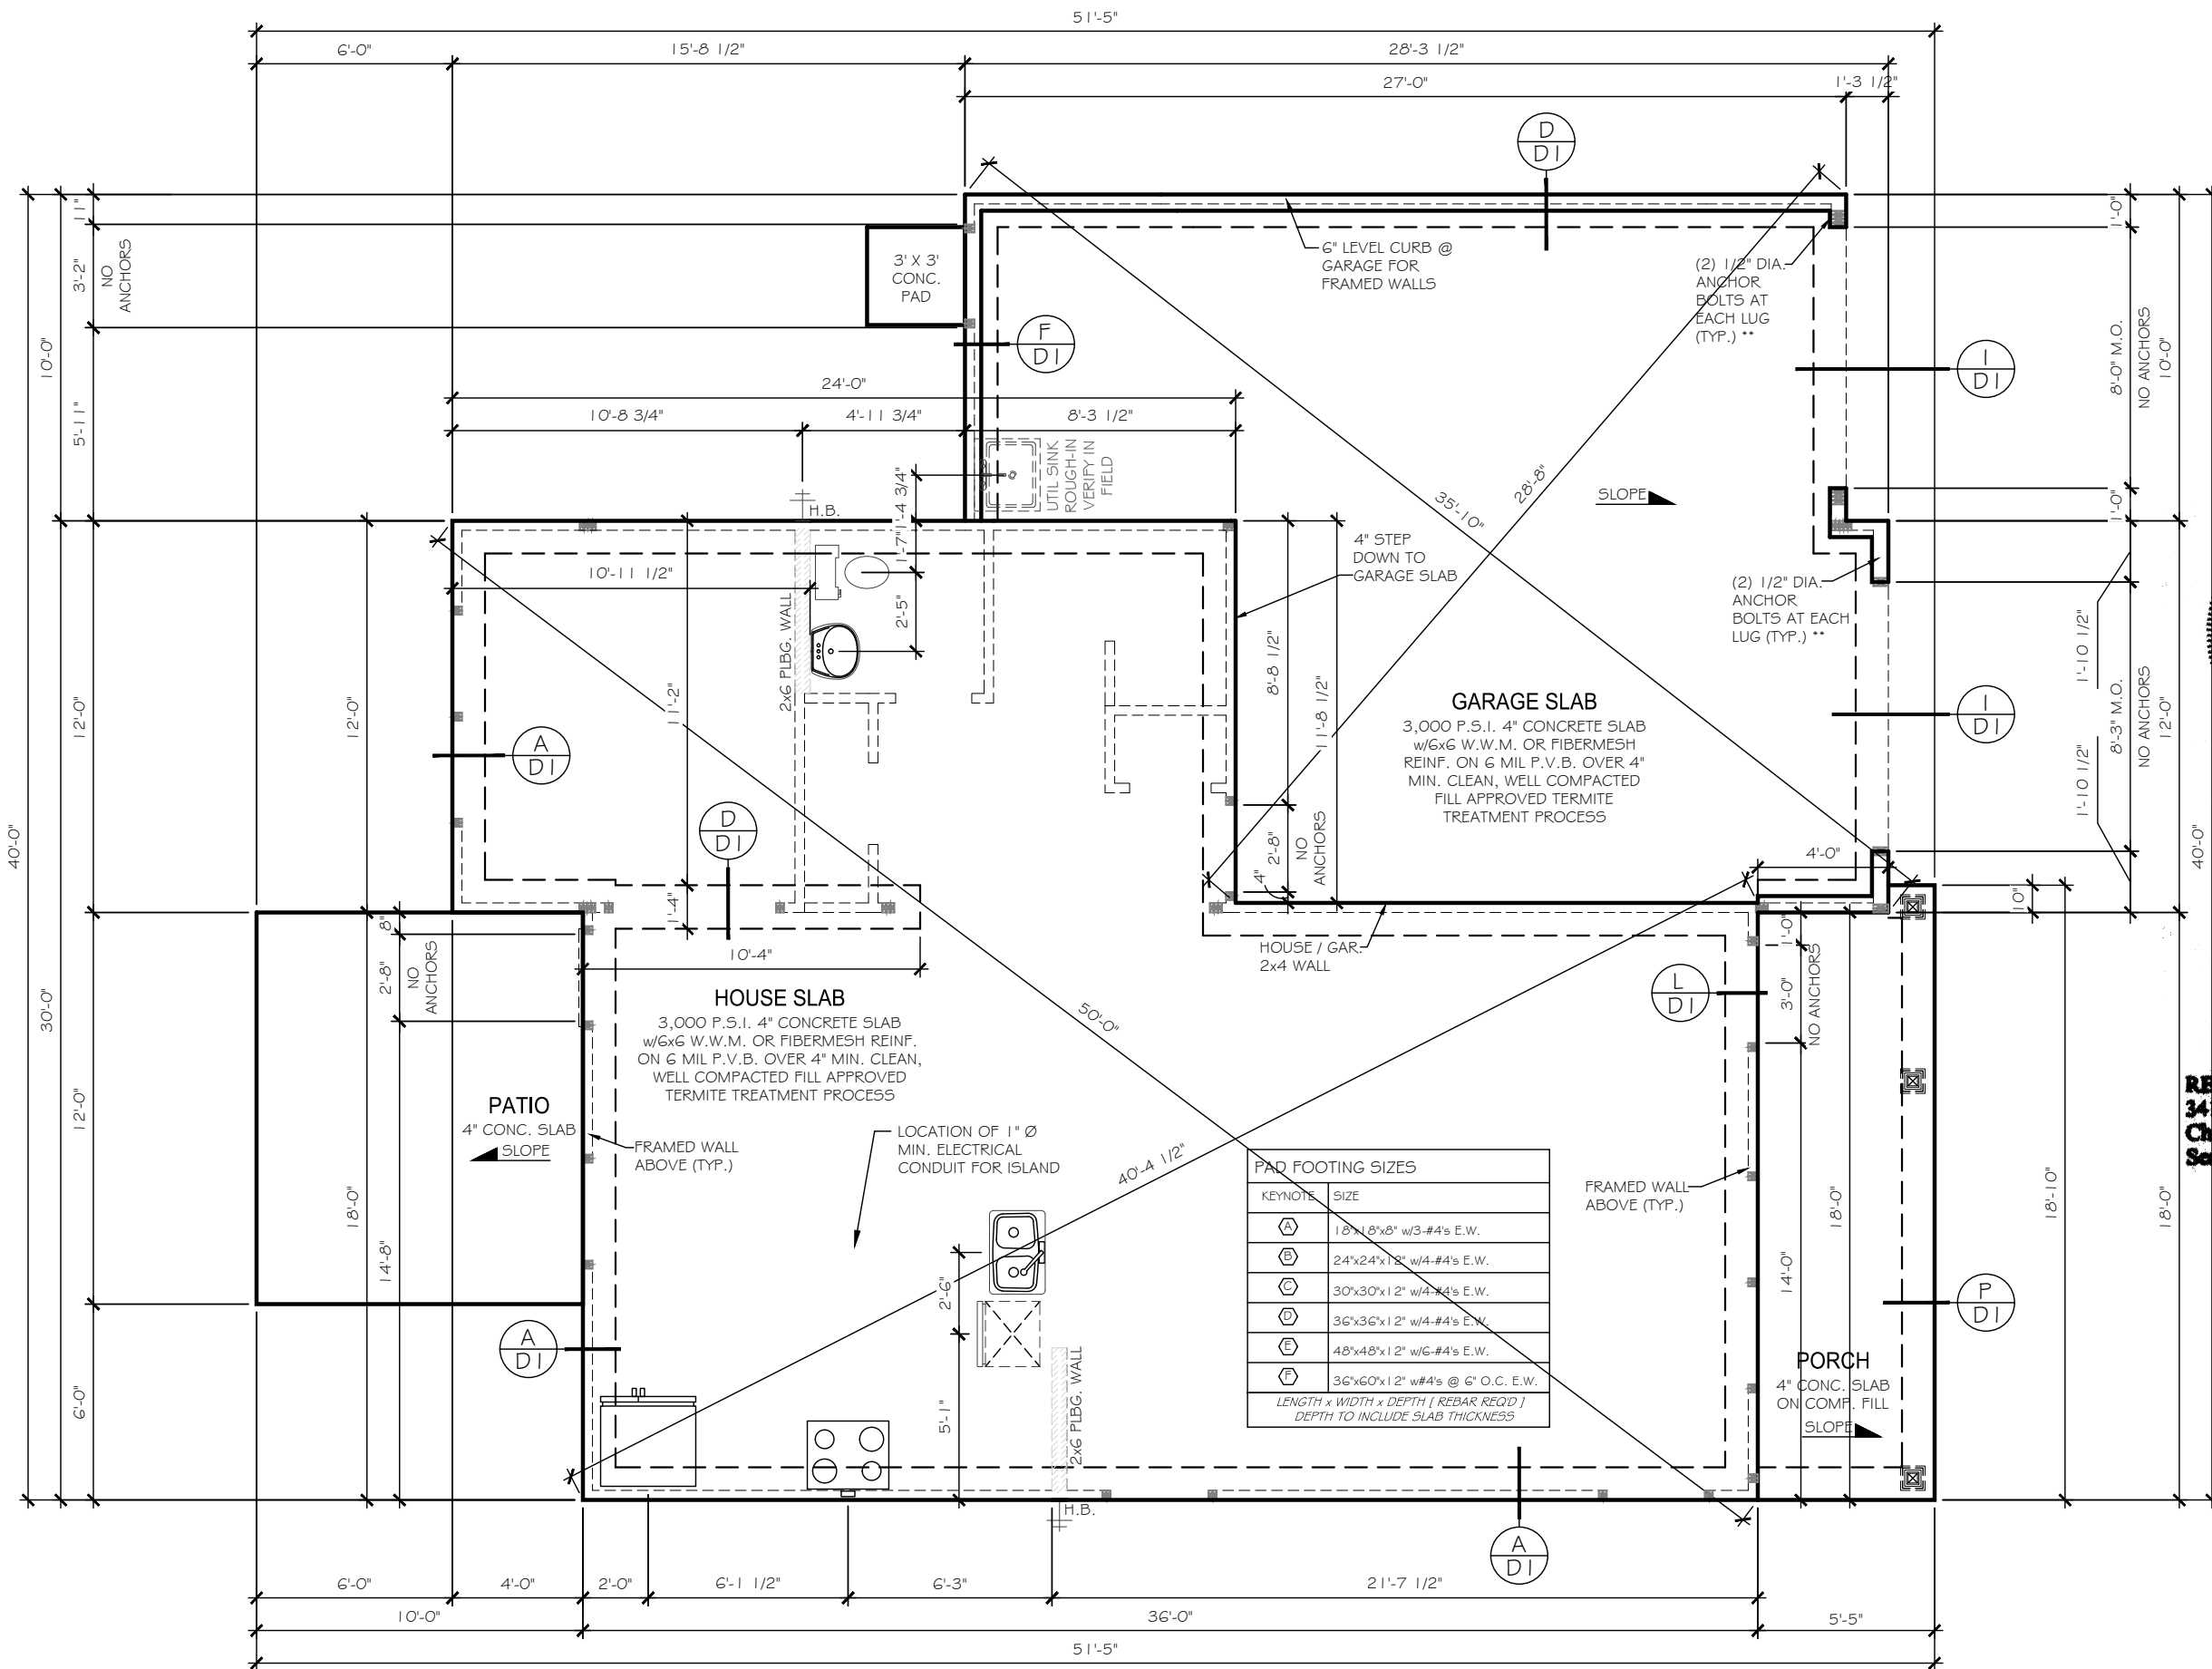 51'-5"
6'-0"
15'-8 1/2"
28'-3 1/2"
27'-0"
1'-3 1/2"
D
D1
11"
3'-2"
NO
ANCHORS
5'-11"
10'-0"
12'-0"
12'-0"
6'-0"
30'-0"
40'-0"
3' X 3'
CONC.
PAD
F
D1
6" LEVEL CURB @
GARAGE FOR
FRAMED WALLS
(2) 1/2" DIA.
ANCHOR
BOLTS AT
EACH LUG
(TYP.) **
1'-0"
8'-0" M.O.
NO ANCHORS
10'-0"
1'-0"
I
D1
24'-0"
10'-8 3/4"
4'-11 3/4"
8'-3 1/2"
UTIL SINK
ROUGH-IN
VERIFY IN
FIELD
1'-4 3/4"
1'-7"
2'-5"
H.B.
28'-8"
35'-10"
SLOPE
4" STEP
DOWN TO
GARAGE SLAB
10'-11 1/2"
2x6 PLBG. WALL
11'-2"
1'-4"
12'-0"
A
D1
D
D1
8'-8 1/2"
11'-8 1/2"
2'-8"
NO
ANCHORS
4"
(2) 1/2" DIA.
ANCHOR
BOLTS AT EACH
LUG (TYP.) **
GARAGE SLAB
3,000 P.S.I. 4" CONCRETE SLAB
w/6x6 W.W.M. OR FIBERMESH
REINF. ON 6 MIL P.V.B. OVER 4"
MIN. CLEAN, WELL COMPACTED
FILL APPROVED TERMITE
TREATMENT PROCESS
I
D1
1'-10 1/2"
1'-10 1/2"
8'-3" M.O.
NO ANCHORS
12'-0"
40'-0"
4'-0"
10"
8"
2'-8"
NO
ANCHORS
14'-8"
18'-0"
10'-4"
HOUSE SLAB
3,000 P.S.I. 4" CONCRETE SLAB
w/6x6 W.W.M. OR FIBERMESH REINF.
ON 6 MIL P.V.B. OVER 4" MIN. CLEAN,
WELL COMPACTED FILL APPROVED
TERMITE TREATMENT PROCESS
HOUSE / GAR.
2x4 WALL
50'-0"
L
D1
1'-0"
3'-0"
NO ANCHORS
14'-0"
18'-0"
18'-10"
18'-0"
PATIO
4" CONC. SLAB
SLOPE
FRAMED WALL
ABOVE (TYP.)
LOCATION OF 1" Ø
MIN. ELECTRICAL
CONDUIT FOR ISLAND
40'-4 1/2"
PAD FOOTING SIZES
KEYNOTE SIZE
A 18"x18"x8" w/3-#4's E.W.
B 24"x24"x12" w/4-#4's E.W.
C 30"x30"x12" w/4-#4's E.W.
D 36"x36"x12" w/4-#4's E.W.
E 48"x48"x12" w/6-#4's E.W.
F 36"x60"x12" w#4's @ 6" O.C. E.W.
LENGTH x WIDTH x DEPTH [ REBAR REQ'D ]
DEPTH TO INCLUDE SLAB THICKNESS
FRAMED WALL
ABOVE (TYP.)
P
D1
PORCH
4" CONC. SLAB
ON COMP. FILL
SLOPE
2'-6"
5'-1"
2x6 PLBG. WALL
A
D1
H.B.
A
D1
6'-0"
4'-0"
2'-0"
6'-1 1/2"
6'-3"
21'-7 1/2"
10'-0"
36'-0"
5'-5"
51'-5"
RE
34